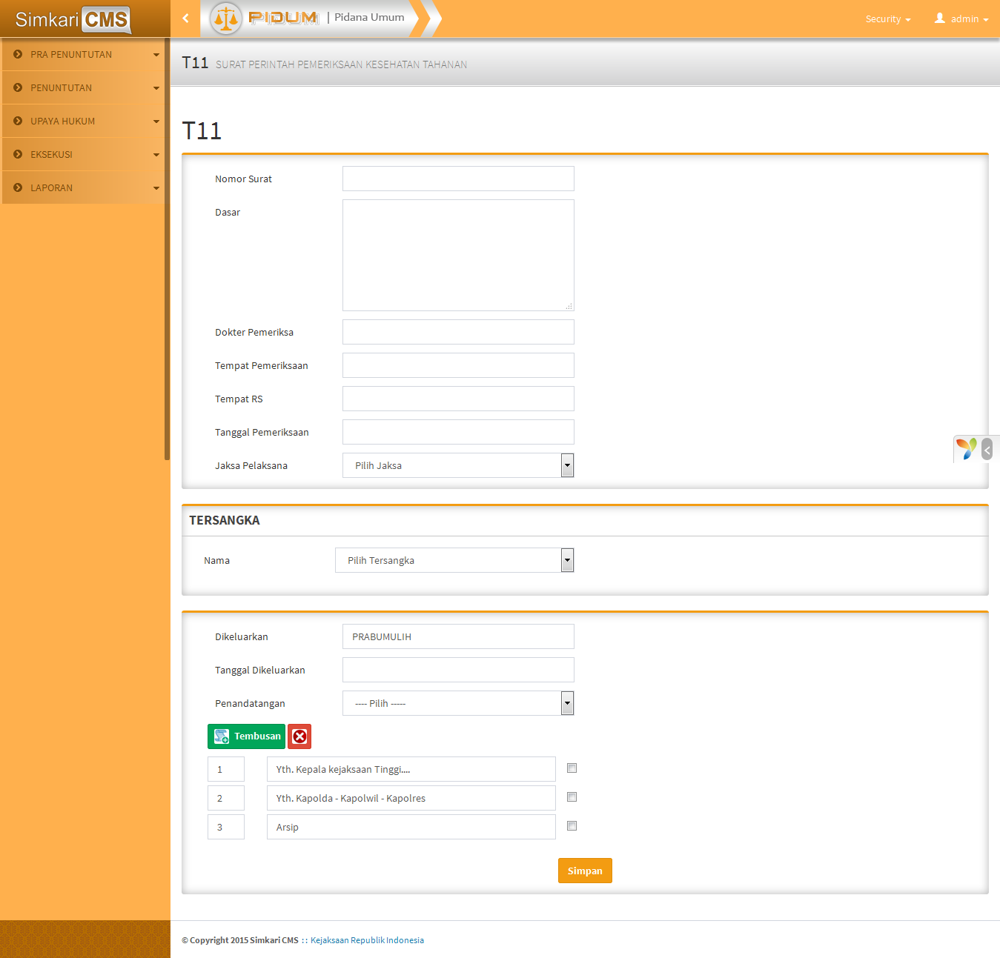 Simkari CMS
PIDUM | Pidana Umum
Security
admin
PRA PENUNTUTAN
PENUNTUTAN
UPAYA HUKUM
EKSEKUSI
LAPORAN
T11 SURAT PERINTAH PEMERIKSAAN KESEHATAN TAHANAN
T11
Nomor Surat
Dasar
Dokter Pemeriksa
Tempat Pemeriksaan
Tempat RS
Tanggal Pemeriksaan
Jaksa Pelaksana Pilih Jaksa
TERSANGKA
Nama Pilih Tersangka
Dikeluarkan PRABUMULIH
Tanggal Dikeluarkan
Penandatangan ---- Pilih -----
Tembusan
1 Yth. Kepala kejaksaan Tinggi....
2 Yth. Kapolda - Kapolwil - Kapolres
3 Arsip
Simpan
© Copyright 2015 Simkari CMS :: Kejaksaan Republik Indonesia